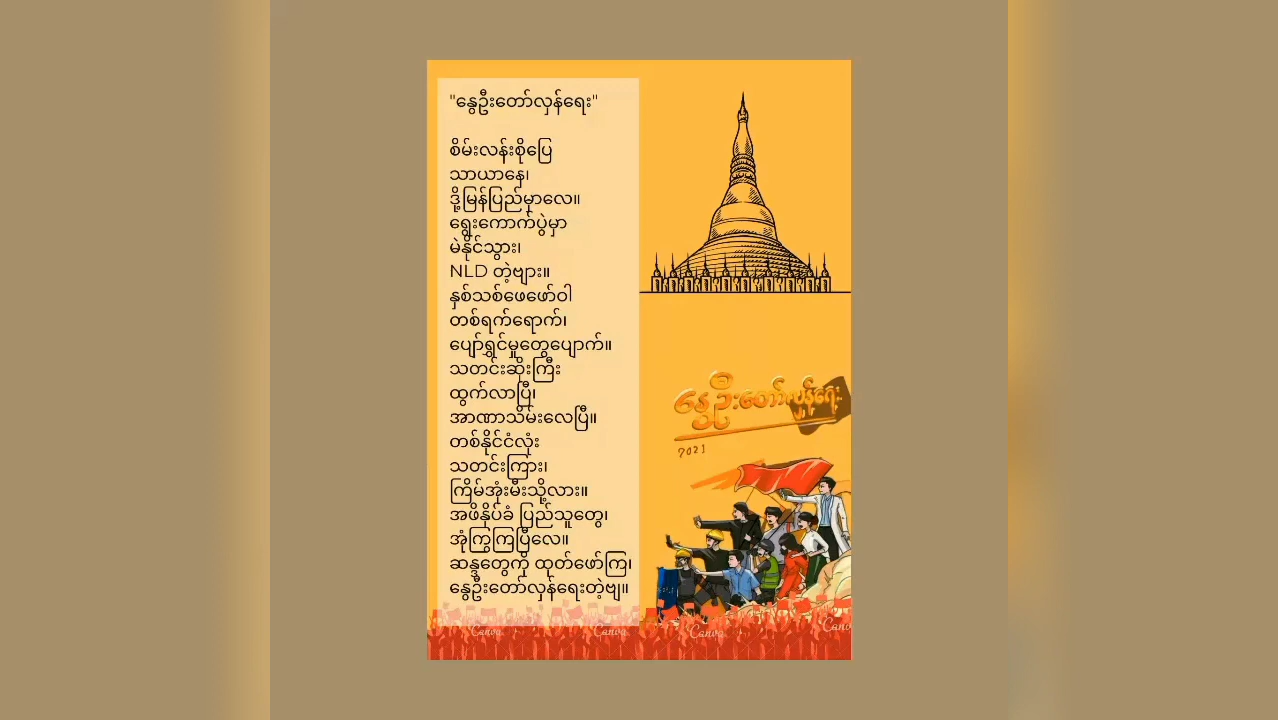 "နွေဦးတော်လှန်ရေး"
စိမ်းလန်းစိုပြေ
သာယာနေ၊
ဒို့မြန်ပြည်မှာလေ။
ရွေးကောက်ပွဲမှာ
မဲနိုင်သွား၊
NLD တဲ့ဗျား။
နှစ်သစ်ဖေဖော်ဝါ
တစ်ရက်ရောက်၊
ပျော်ရွှင်မှုတွေပျောက်။
သတင်းဆိုးကြီး
ထွက်လာပြီ၊
အာဏာသိမ်းလေပြီ။
တစ်နိုင်ငံလုံး
သတင်းကြား၊
ကြိမ်အုံးမီးသို့လား။
အဖိနှိပ်ခံ ပြည်သူတွေ၊
အုံကြွကြပြီလေ။
ဆန္ဒတွေကို ထုတ်ဖော်ကြ၊
နွေဦးတော်လှန်ရေးတဲ့ဗျ။
နွေဦးတော်လှန်ရေး
2021
Canva
Canva
Canva
Canva